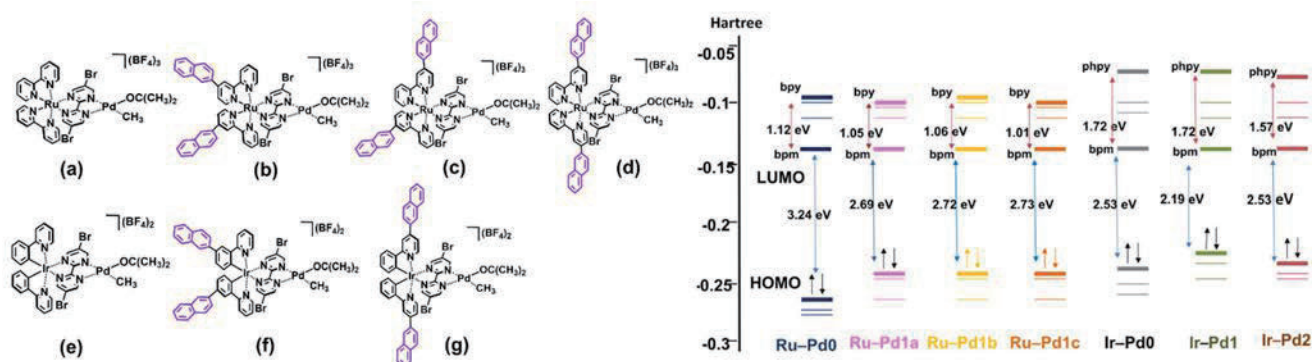 (BF₄)₃
Br
N N Ru N N Pd OC(CH₃)₂
CH₃
Br
(a)
(BF₄)₃
Br
N N Ru N N Pd OC(CH₃)₂
CH₃
Br
(b)
(BF₄)₃
Br
N N Ru N N Pd OC(CH₃)₂
CH₃
Br
(c)
(BF₄)₃
Br
N N Ru N N Pd OC(CH₃)₂
CH₂
Br
(d)
(BF₄)₂
Br
N Ir N N Pd OC(CH₃)₂
CH₃
Br
(e)
(BF₄)₂
Br
N Ir N N Pd OC(CH₃)₂
CH₃
Br
(f)
(BF₄)₂
Br
N Ir N N Pd OC(CH₃)₂
CH₃
Br
(g)
Hartree
-0.05
-0.1
-0.15
-0.2
-0.25
-0.3
LUMO
HOMO
bpy
1.12 eV
bpm
3.24 eV
Ru–Pd0
bpy
1.05 eV
bpm
2.69 eV
Ru–Pd1a
bpy
1.06 eV
bpm
2.72 eV
Ru–Pd1b
bpy
1.01 eV
bpm
2.73 eV
Ru–Pd1c
phpy
1.72 eV
bpm
2.53 eV
Ir–Pd0
phpy
1.72 eV
bpm
2.19 eV
Ir–Pd1
phpy
1.57 eV
bpm
2.53 eV
Ir–Pd2